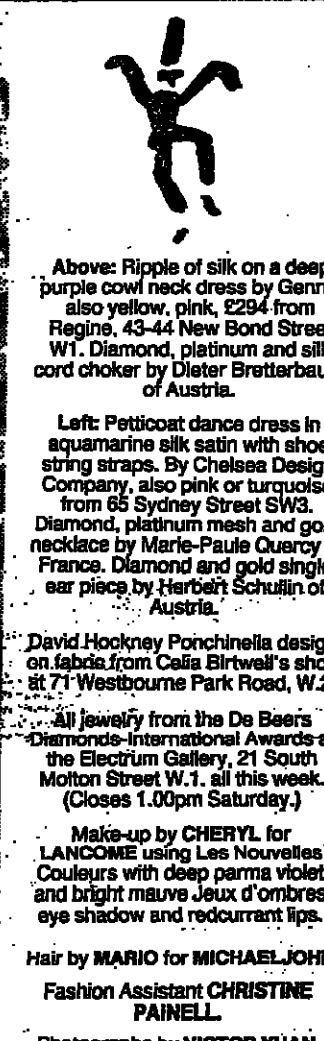 Above: Ripple of silk on a deep
purple cowl neck dress by
also yellow, pink, £294 from
Regine, 43-44 New Bond
W1. Diamond, platinum and
cord choker by Dieter
of Austria.
Left: Petticoat dance dress in
aquamarine silk satin with shoe
string straps. By Chelsea
Company, also pink or
from 65 Sydney Street SW3.
Diamond, platinum mesh and
necklace by Marie-Paule Quercy
France. Diamond and gold
ear piece by Herbert Schullin of
Austria.
David Hockney Ponchinella
on fabric from Celia Birtwell's
at 71 Westbourne Park Road,
All jewelry from the De Beers
Diamonds-International Awards
the Electrum Gallery, 21 South
Molton Street W.1. all this week.
(Closes 1.00pm Saturday.)
Make-up by CHERYL for
LANCOME using Les Nouvelles
Couleurs with deep parma violet
and bright mauve Jeux d'ombres
eye shadow and redcurrant lips.
Hair by MARIO for
Fashion Assistant CHRISTINE
PAINELL.
Photographs by VICTOR